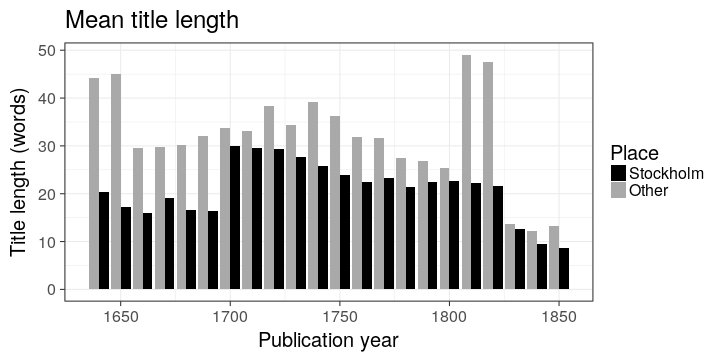 Mean title length
Title length (words)
50
40
30
20
10
0
1650 1700 1750 1800 1850
Publication year
Place
Stockholm
Other